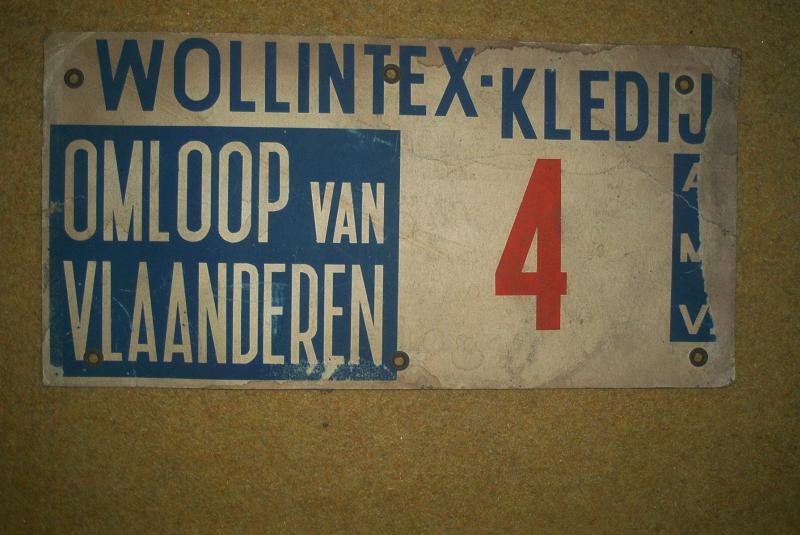 WOLLINTEX-KLEDIJ
OMLOOP VAN
VLAANDEREN
4
A
M
V